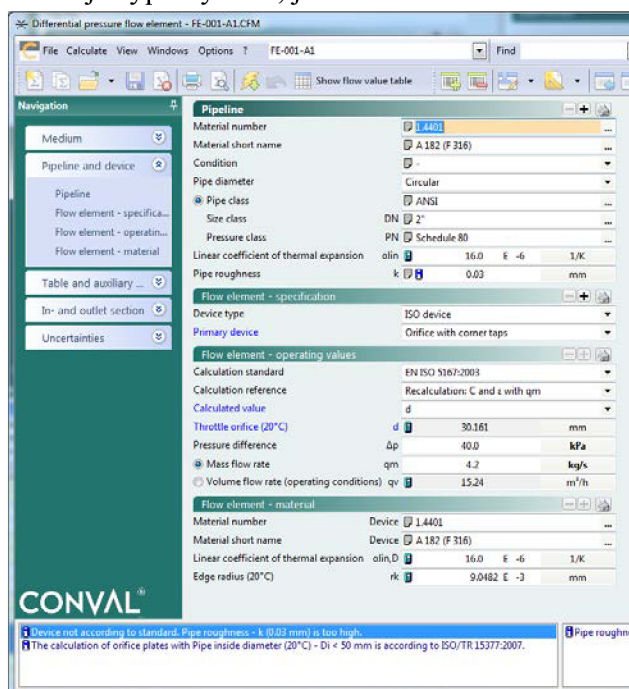 Differential pressure flow element - FE-001-A1.CFM
File Calculate View Windows Options ? FE-001-A1 Find
Show flow value table
Navigation
Medium
Pipeline and device
Pipeline
Flow element - specifica...
Flow element - operatin...
Flow element - material
Table and auxiliary ...
In- and outlet section
Uncertainties
Pipeline
Material number 1.4401 ...
Material short name A 182 (F 316) ...
Condition -
Pipe diameter Circular
Pipe class ANSI ...
Size class DN 2" ...
Pressure class PN Schedule 80 ...
Linear coefficient of thermal expansion αlin 16.0 E -6 1/K
Pipe roughness k 0.03 mm
Flow element - specification
Device type ISO device
Primary device Orifice with corner taps
Flow element - operating values
Calculation standard EN ISO 5167:2003
Calculation reference Recalculation: C and ε with qm
Calculated value d
Throttle orifice (20°C) d 30.161 mm
Pressure difference Δp 40.0 kPa
Mass flow rate qm 4.2 kg/s
Volume flow rate (operating conditions) qv 15.24 m³/h
Flow element - material
Material number Device 1.4401 ...
Material short name Device A 182 (F 316) ...
Linear coefficient of thermal expansion αlin,D 16.0 E -6 1/K
Edge radius (20°C) rk 9.0482 E -3 mm
CONVAL®
Device not according to standard. Pipe roughness - k (0.03 mm) is too high.
The calculation of orifice plates with Pipe inside diameter (20°C) - Di < 50 mm is according to ISO/TR 15377:2007.
Pipe roughn